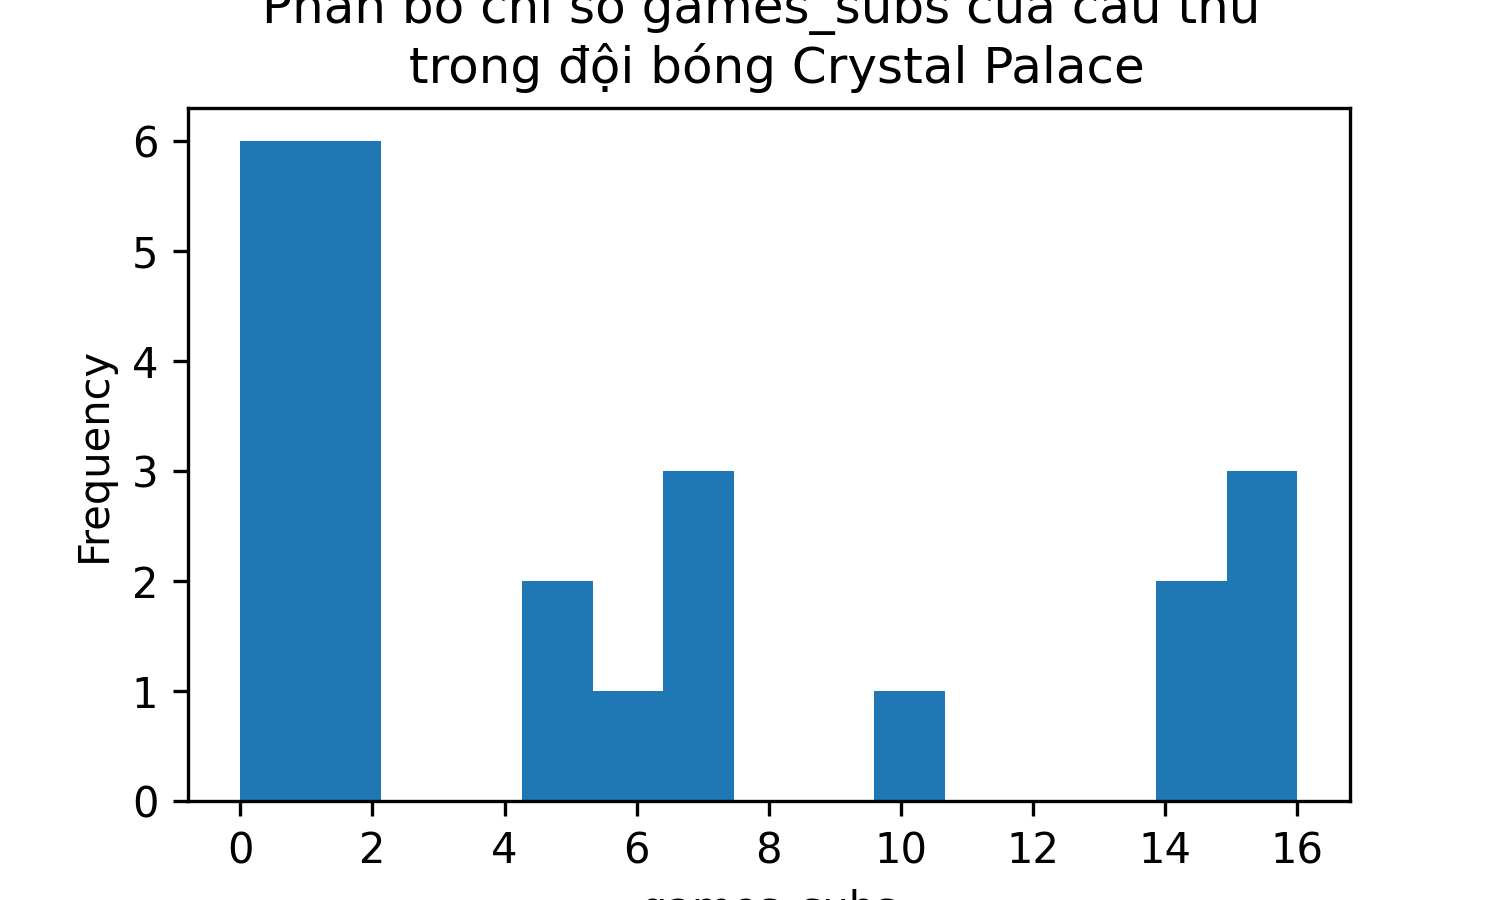 Phân bố chỉ số games_subs của cầu thủ
trong đội bóng Crystal Palace
6
5
4
3
2
1
0
Frequency
0 2 4 6 8 10 12 14 16
games_subs